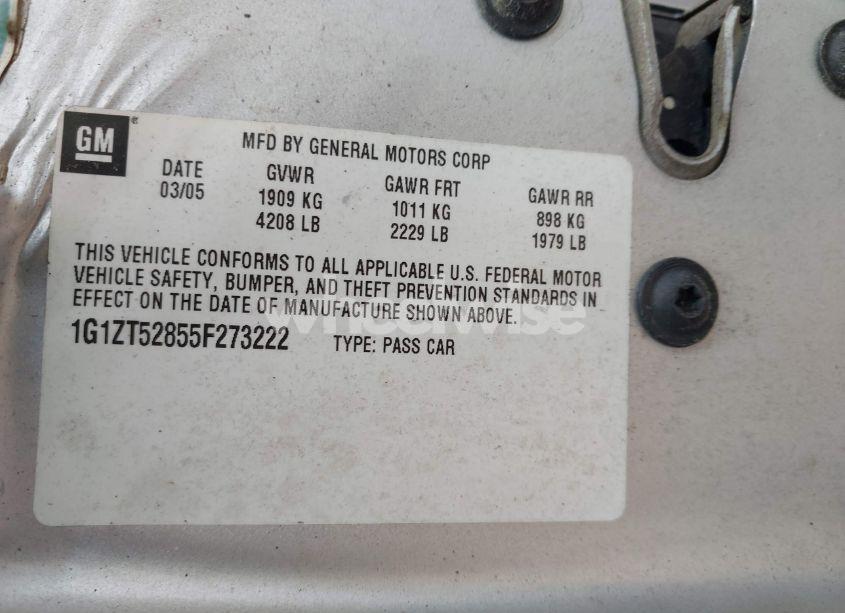 GM
MFD BY GENERAL MOTORS CORP
DATE GVWR GAWR FRT GAWR RR
03/05 1909 KG 1011 KG 898 KG
4208 LB 2229 LB 1979 LB
THIS VEHICLE CONFORMS TO ALL APPLICABLE U.S. FEDERAL MOTOR
VEHICLE SAFETY, BUMPER, AND THEFT PREVENTION STANDARDS IN
EFFECT ON THE DATE OF MANUFACTURE SHOWN ABOVE.
wheelwise
1G1ZT52855F273222 TYPE: PASS CAR